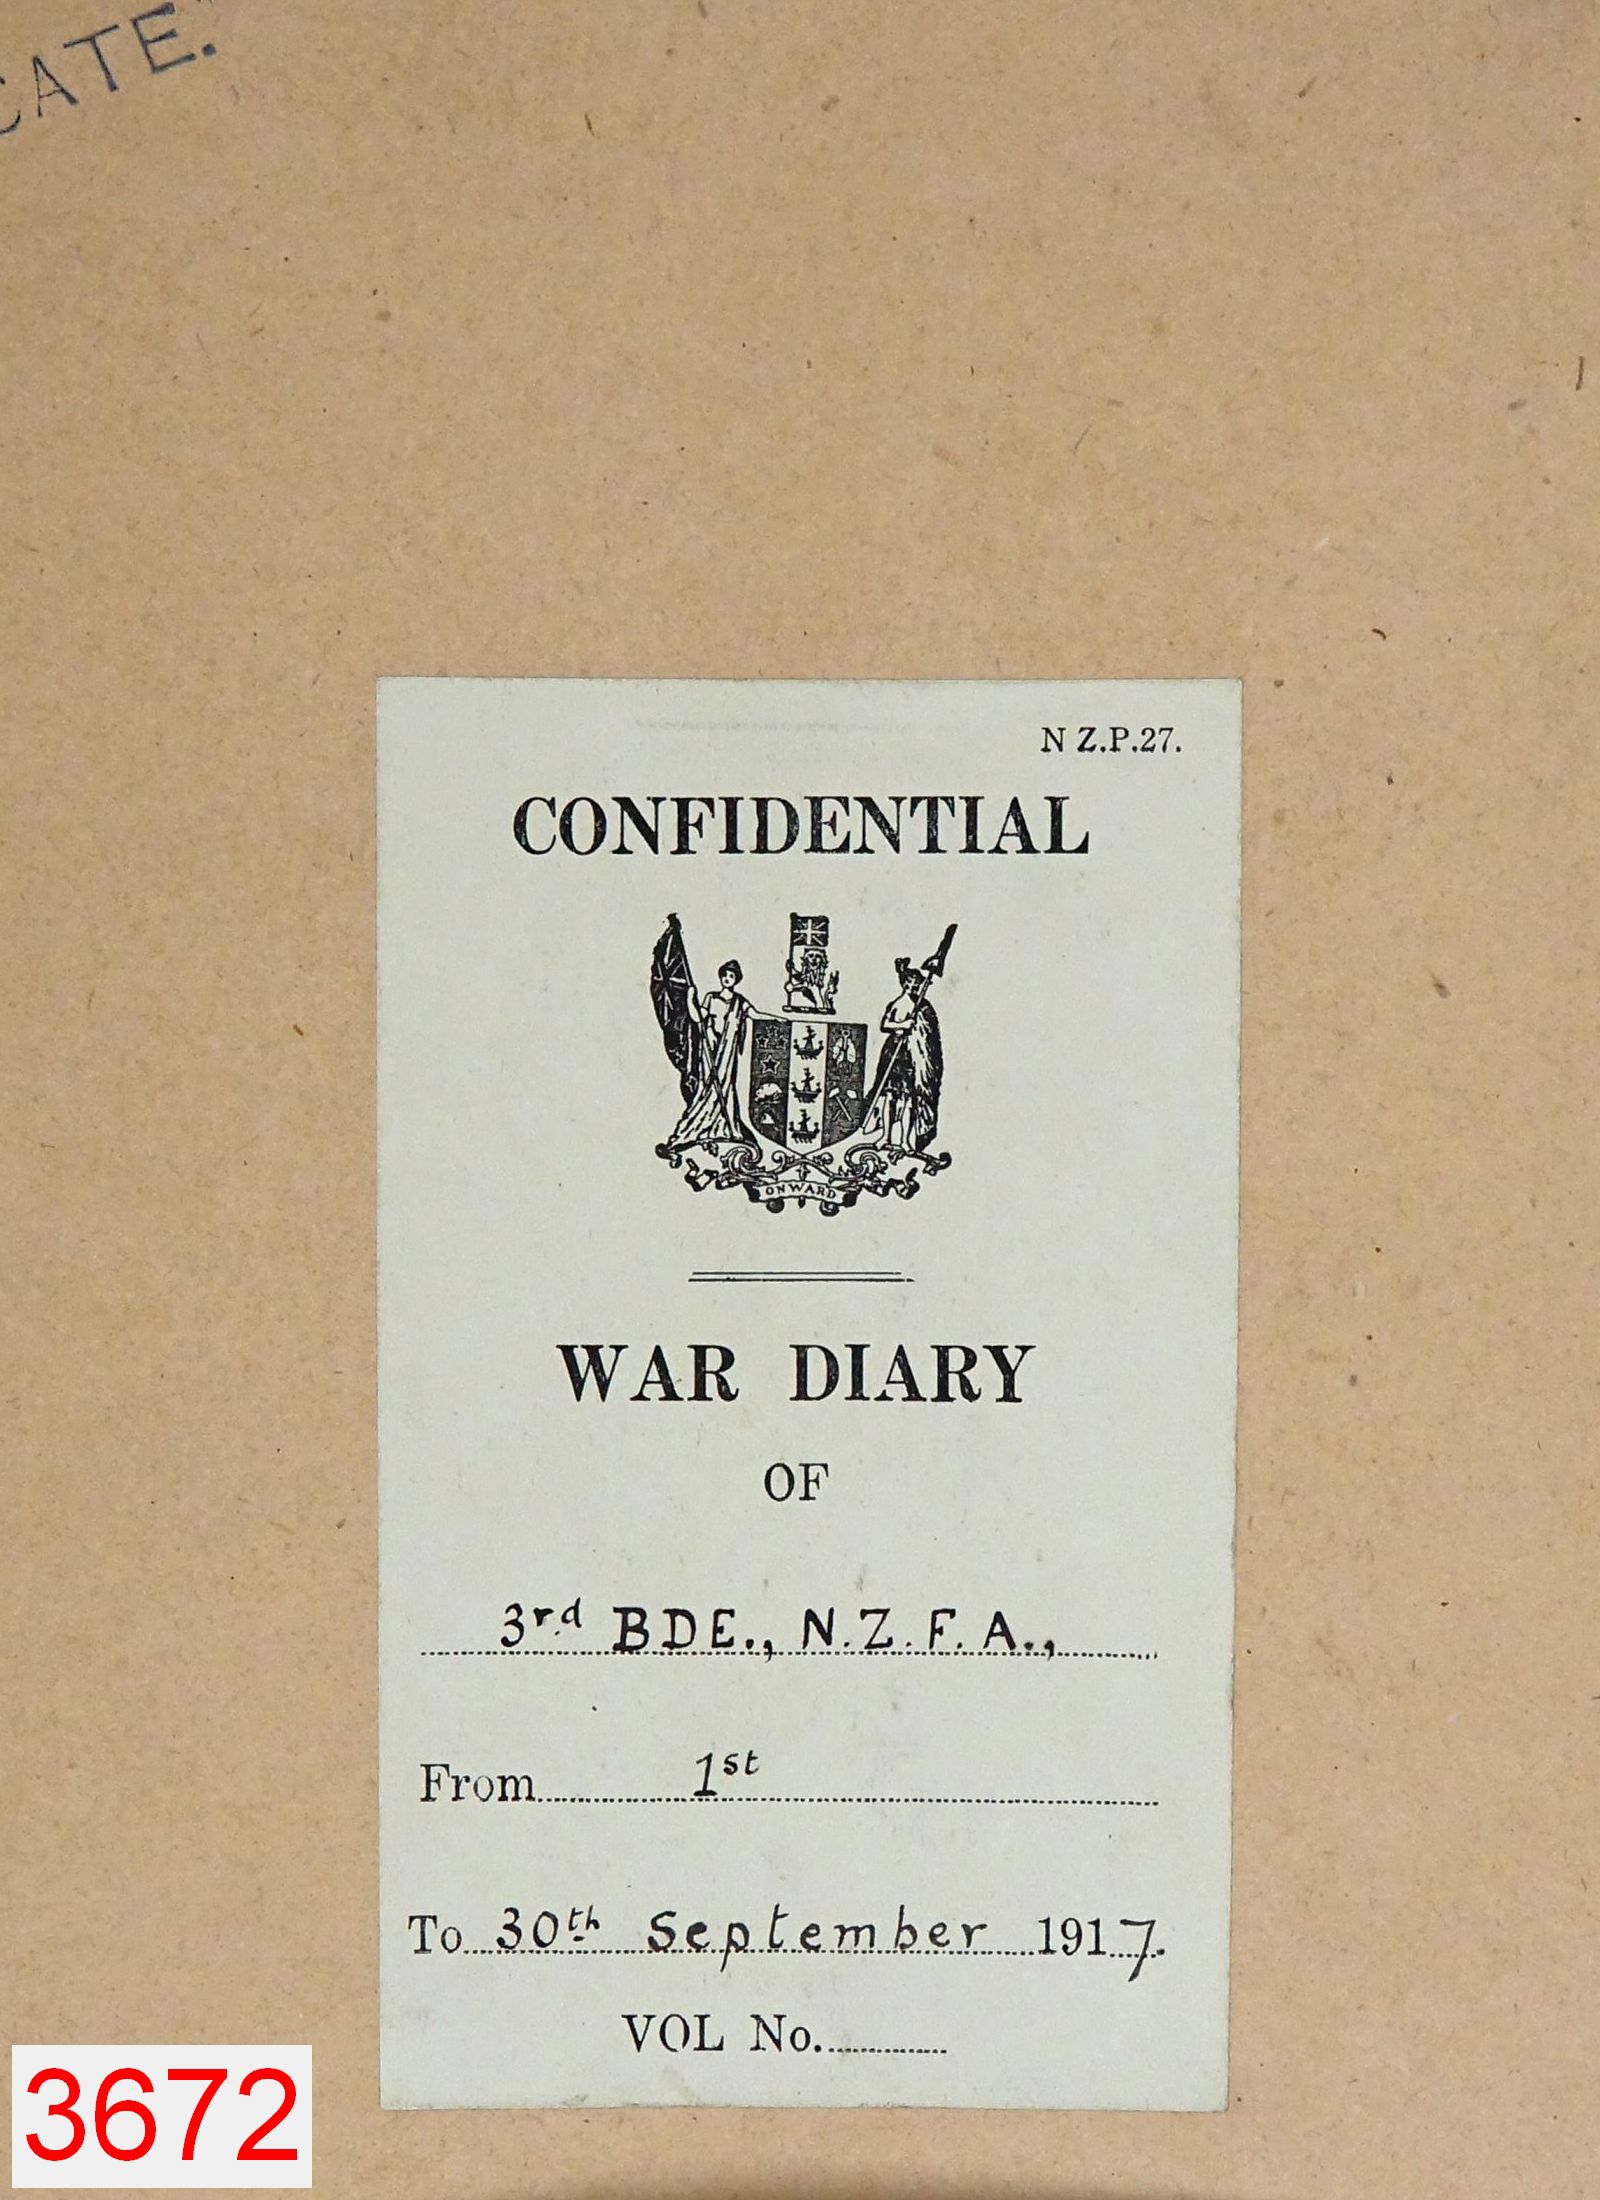 CATE."
N Z.P.27.
CONFIDENTIAL
ONWARD
WAR DIARY
OF
3rd BDE., N.Z.F.A.,
From 1st
To 30th September 1917.
VOL No.
3672